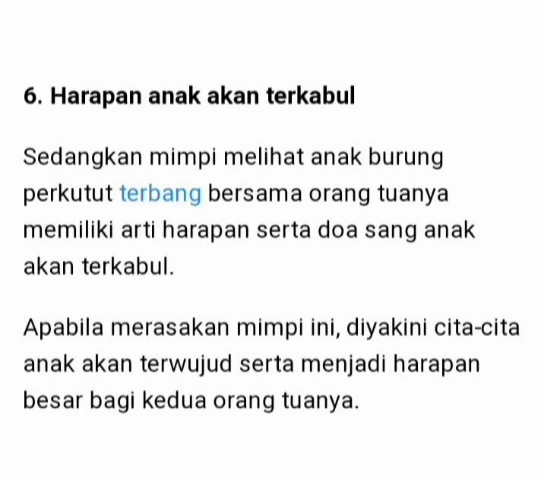 6. Harapan anak akan terkabul
Sedangkan mimpi melihat anak burung
perkutut terbang bersama orang tuanya
memiliki arti harapan serta doa sang anak
akan terkabul.
Apabila merasakan mimpi ini, diyakini cita-cita
anak akan terwujud serta menjadi harapan
besar bagi kedua orang tuanya.